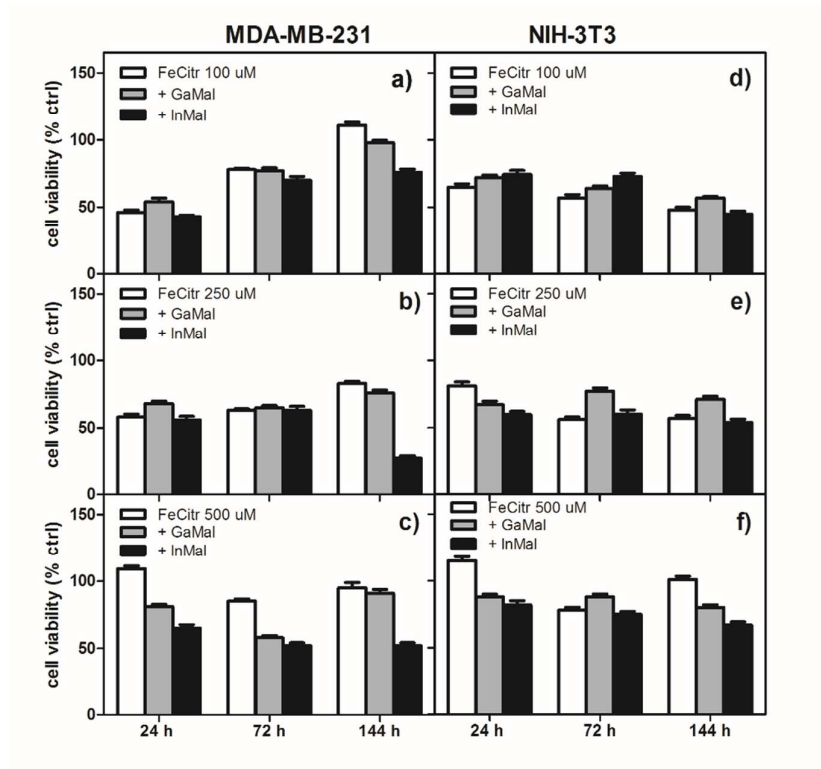 MDA-MB-231 NIH-3T3
cell viability (% ctrl)
150
100
50
0
FeCitr 100 uM
+ GaMal
+ InMal
a)
FeCitr 100 uM
+ GaMal
+ InMal
d)
cell viability (% ctrl)
150
100
50
0
FeCitr 250 uM
+ GaMal
+ InMal
b)
FeCitr 250 uM
+ GaMal
+ InMal
e)
cell viability (% ctrl)
150
100
50
0
FeCitr 500 uM
+ GaMal
+ InMal
c)
FeCitr 500 uM
+ GaMal
+ InMal
f)
24 h 72 h 144 h 24 h 72 h 144 h